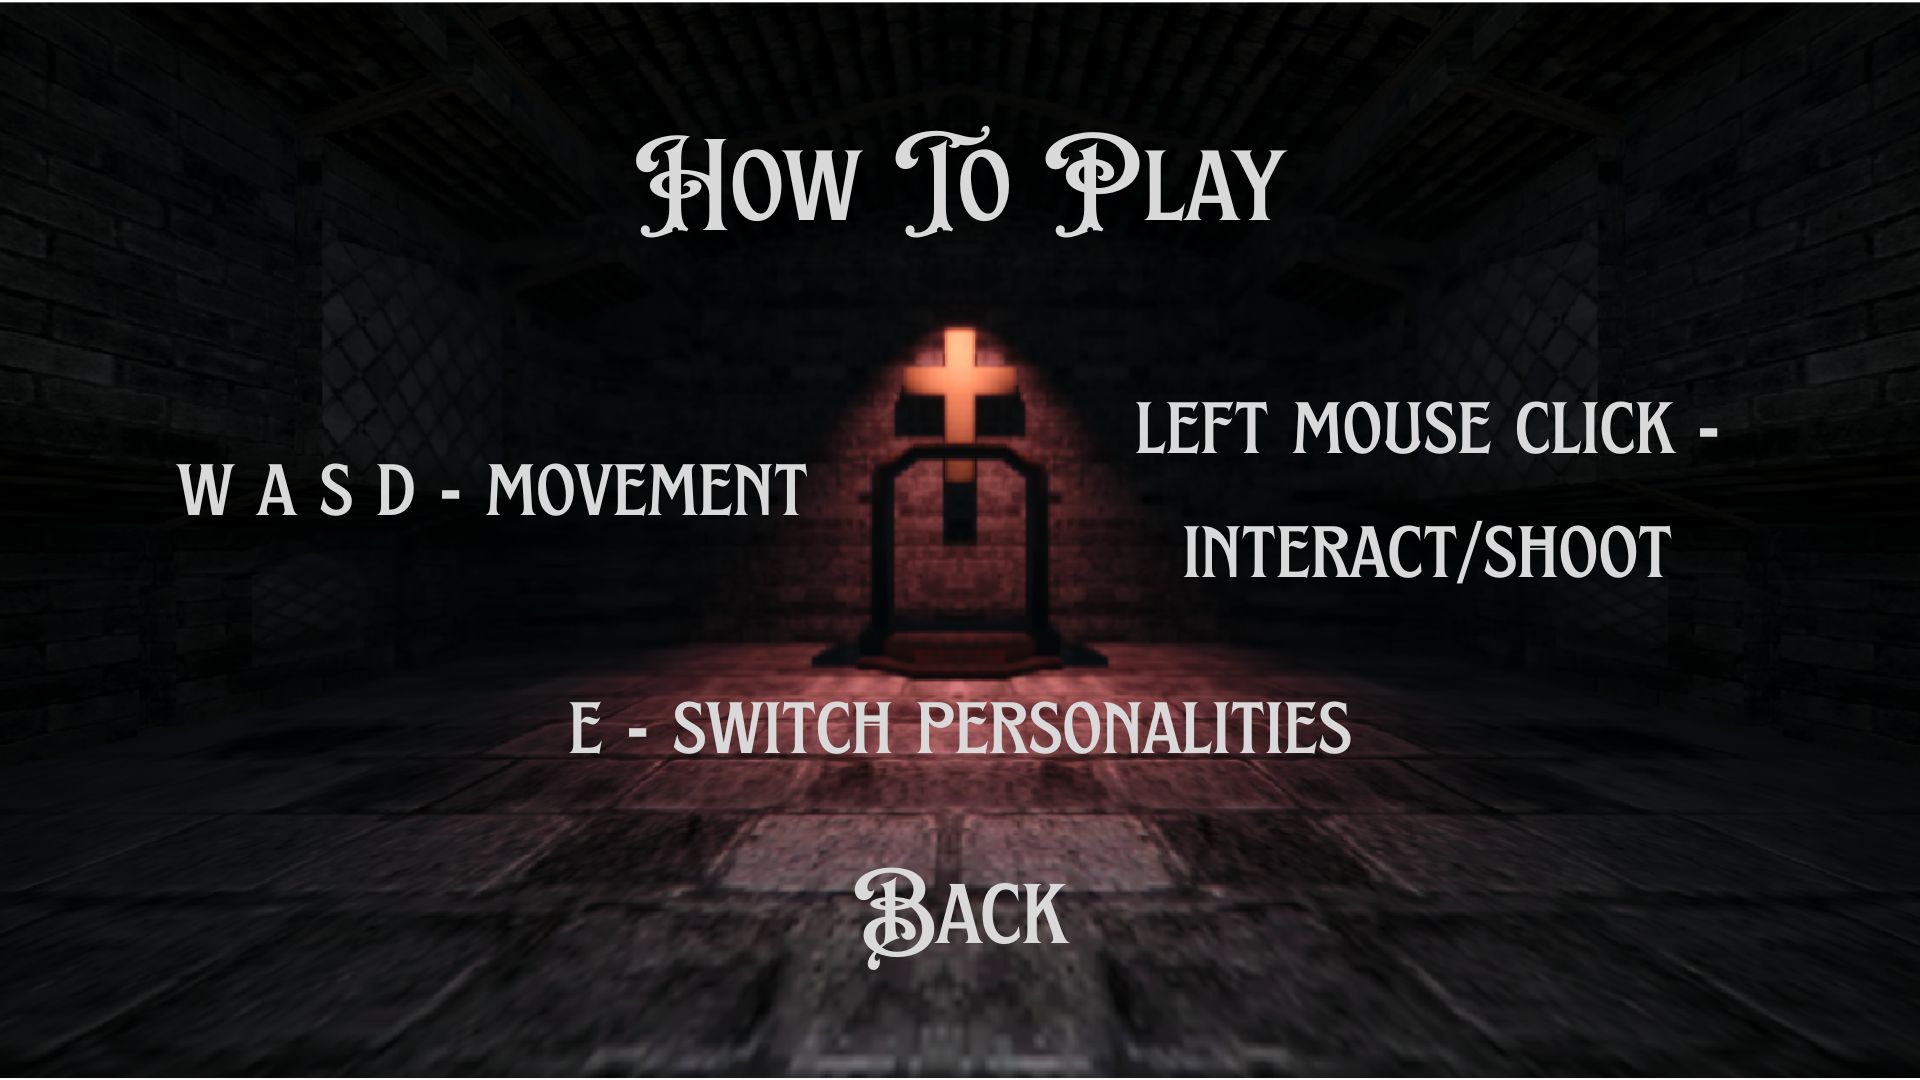 How To Play
W A S D - MOVEMENT
LEFT MOUSE CLICK -
INTERACT/SHOOT
E - SWITCH PERSONALITIES
Back